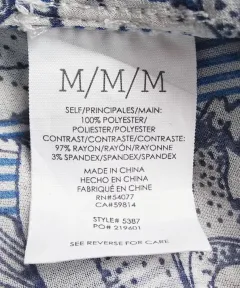 M/M/M
SELF/PRINCIPALES/MAIN:
100% POLYESTER/
POLIESTER/POLYESTER
CONTRAST/CONTRASTE/CONTRASTE:
97% RAYON/RAYÓN/RAYON
3% SPANDEX/SPANDEX/SPANDEX
MADE IN CHINA
HECHO EN CHINA
FABRIQUÉ EN CHINE
RN#54077
CA#59814
STYLE# 5387
PO# 219601
SEE REVERSE FOR CARE